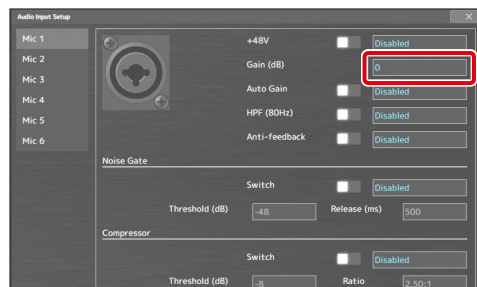 Audio Input Setup
Mic 1
Mic 2
Mic 3
Mic 4
Mic 5
Mic 6
+48V Disabled
Gain (dB) 0
Auto Gain Disabled
HPF (80Hz) Disabled
Anti-feedback Disabled
Noise Gate
Switch Disabled
Threshold (dB) -48 Release (ms) 500
Compressor
Switch Disabled
Threshold (dB) -8 Ratio 2.50:1